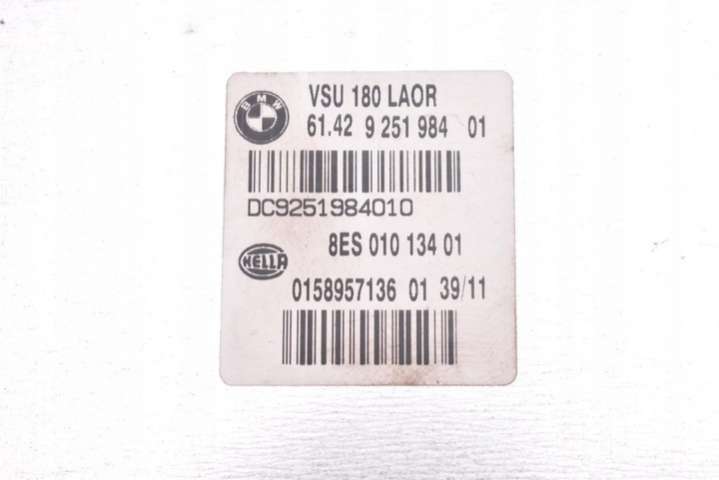 BMW
VSU 180 LAOR
61.42 9 251 984 01
DC9251984010
8ES 010 134 01
HELLA
0158957136 01 39/11